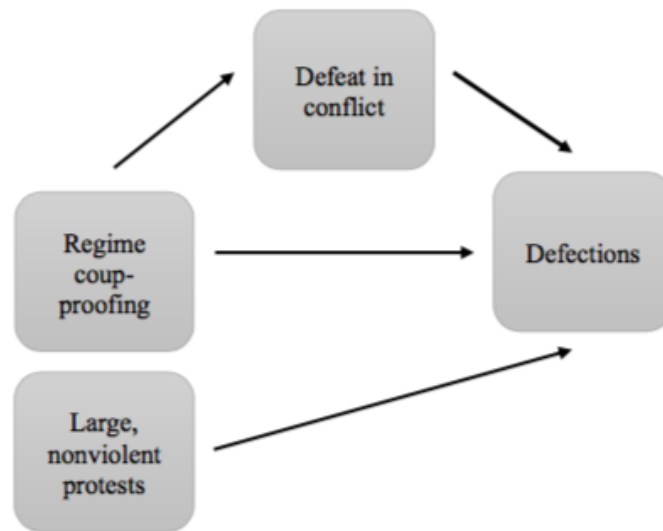 Defeat in
conflict
Regime
coup-
proofing
Defections
Large,
nonviolent
protests